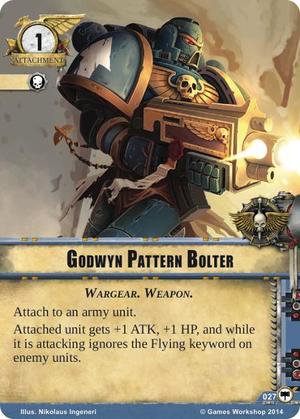 1
ATTACHMENT
GODWYN PATTERN BOLTER
WARGEAR. WEAPON.
Attach to an army unit.
Attached unit gets +1 ATK, +1 HP, and while
it is attacking ignores the Flying keyword on
enemy units.
027
Illus. Nikolaus Ingeneri
© Games Workshop 2014